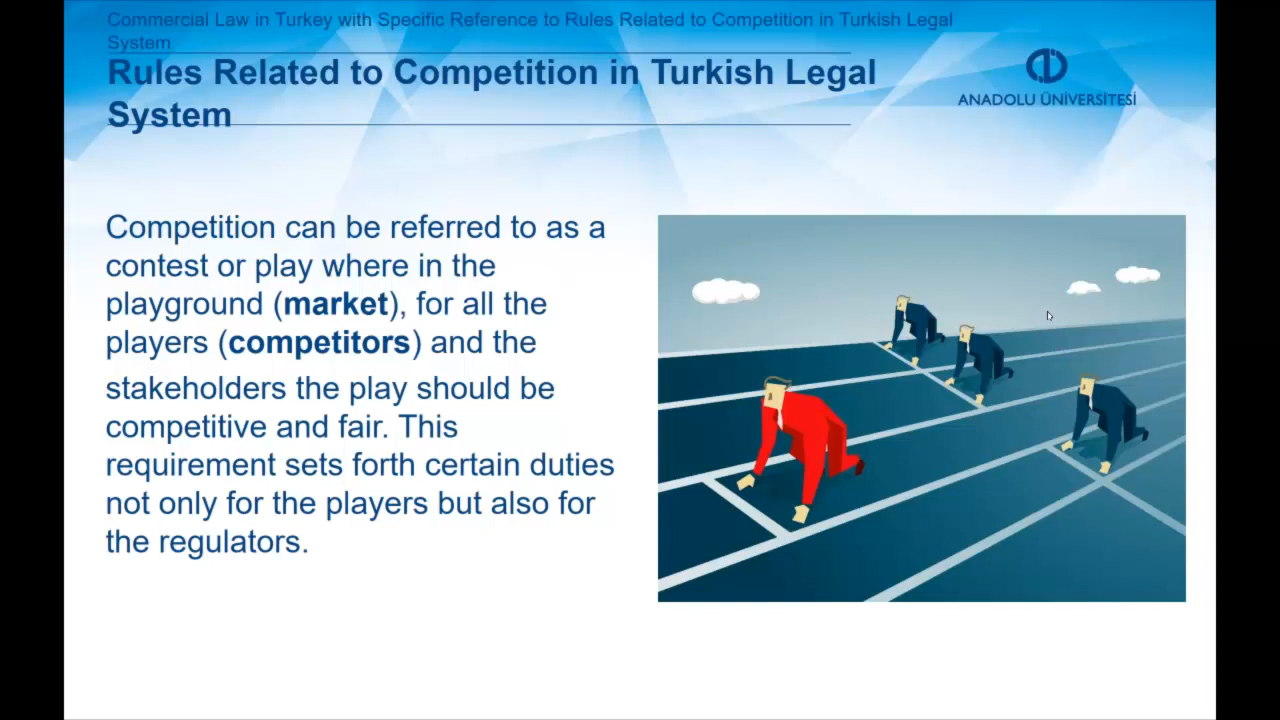 Commercial Law in Turkey with Specific Reference to Rules Related to Competition in Turkish Legal
System
Rules Related to Competition in Turkish Legal
System
ANADOLU ÜNİVERSİTESİ
Competition can be referred to as a
contest or play where in the
playground (market), for all the
players (competitors) and the
stakeholders the play should be
competitive and fair. This
requirement sets forth certain duties
not only for the players but also for
the regulators.